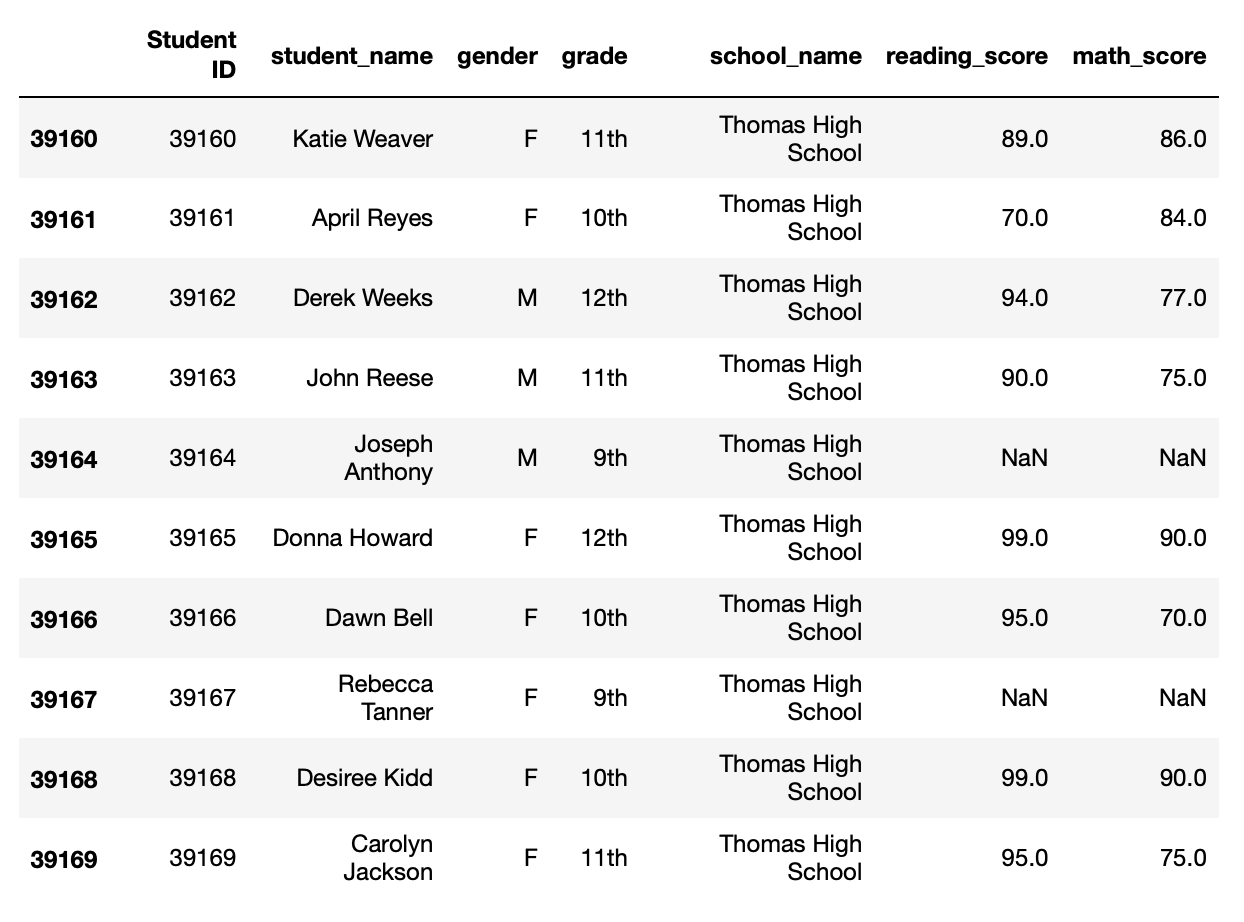 Student ID student_name gender grade school_name reading_score math_score
39160 39160 Katie Weaver F 11th Thomas High School 89.0 86.0
39161 39161 April Reyes F 10th Thomas High School 70.0 84.0
39162 39162 Derek Weeks M 12th Thomas High School 94.0 77.0
39163 39163 John Reese M 11th Thomas High School 90.0 75.0
39164 39164 Joseph Anthony M 9th Thomas High School NaN NaN
39165 39165 Donna Howard F 12th Thomas High School 99.0 90.0
39166 39166 Dawn Bell F 10th Thomas High School 95.0 70.0
39167 39167 Rebecca Tanner F 9th Thomas High School NaN NaN
39168 39168 Desiree Kidd F 10th Thomas High School 99.0 90.0
39169 39169 Carolyn Jackson F 11th Thomas High School 95.0 75.0